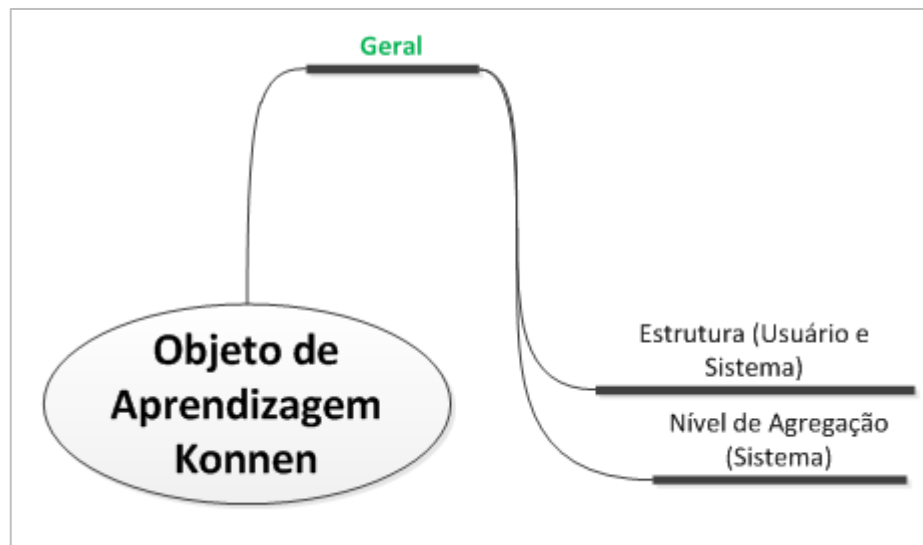 Geral
Objeto de
Aprendizagem
Konnen
Estrutura (Usuário e
Sistema)
Nível de Agregação
(Sistema)